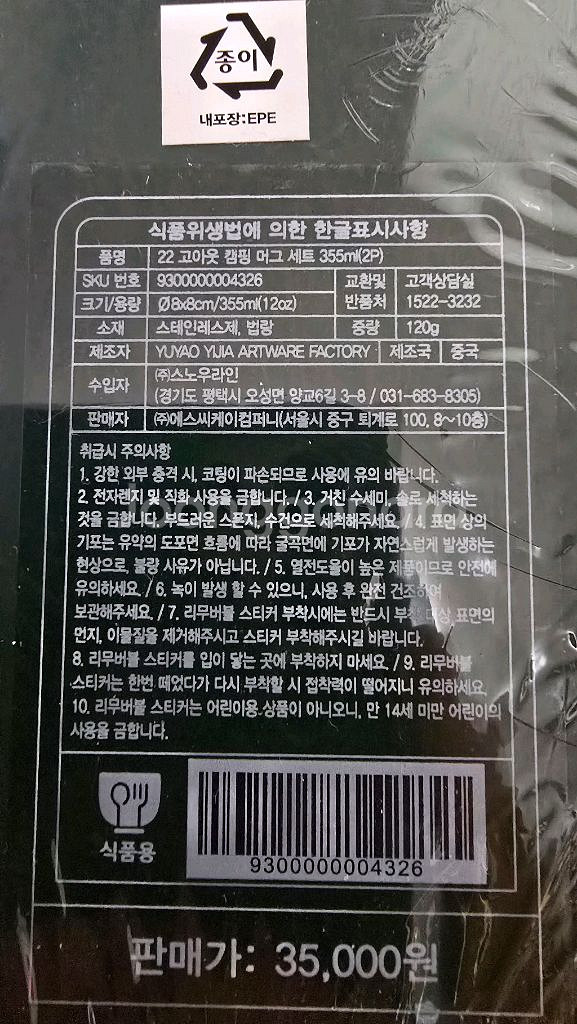 종이
내포장:EPE
식품위생법에 의한 한글표시사항
품명 22 고아웃 캠핑 머그 세트 355ml(2P)
SKU 번호 9300000004326 교환및 반품처 고객상담실 1522-3232
크기/용량 Ø8x8cm/355ml(12oz)
소재 스테인레스제, 법랑 중량 120g
제조자 YUYAO YIJIA ARTWARE FACTORY 제조국 중국
수입자 ㈜스노우라인
(경기도 평택시 오성면 양교6길 3-8 / 031-683-8305)
판매자 ㈜에스씨케이컴퍼니(서울시 중구 퇴계로 100, 8~10층)
취급시 주의사항
1. 강한 외부 충격 시, 코팅이 파손되므로 사용에 유의 바랍니다.
2. 전자렌지 및 직화 사용을 금합니다. / 3. 거친 수세미, 솔로 세척하는
것을 금합니다. 부드러운 스폰지, 수건으로 세척해주세요. / 4. 표면 상의
기포는 유약의 도포면 흐름에 따라 굴곡면에 기포가 자연스럽게 발생하는
현상으로, 불량 사유가 아닙니다. / 5. 열전도율이 높은 제품이므로 안전에
유의하세요. / 6. 녹이 발생 할 수 있으니, 사용 후 완전 건조하여
보관해주세요. / 7. 리무버블 스티커 부착시에는 반드시 부착 대상 표면의
먼지, 이물질을 제거해주시고 스티커 부착해주시길 바랍니다.
8. 리무버블 스티커를 입이 닿는 곳에 부착하지 마세요. / 9. 리무버블
스티커는 한번 떼었다가 다시 부착할 시 접착력이 떨어지니 유의하세요.
10. 리무버블 스티커는 어린이용 상품이 아니오니, 만 14세 미만 어린이의
사용을 금합니다.
식품용
9300000004326
판매가: 35,000원